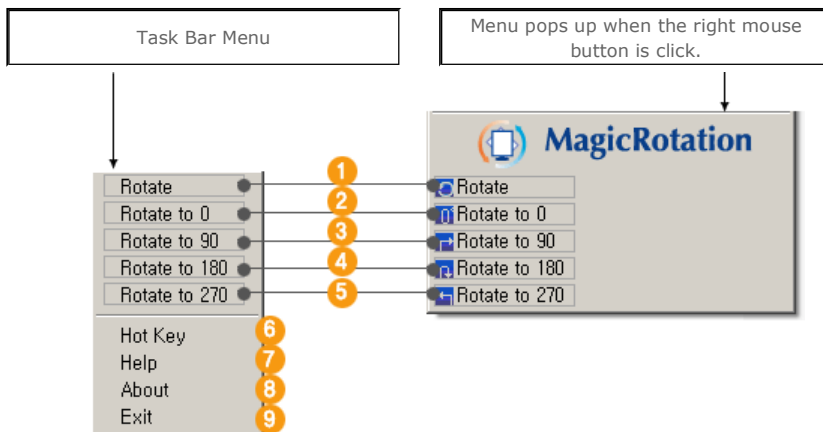 Task Bar Menu
Menu pops up when the right mouse
button is click.
MagicRotation
Rotate
1
Rotate
Rotate to 0
2
Rotate to 0
Rotate to 90
3
Rotate to 90
Rotate to 180
4
Rotate to 180
Rotate to 270
5
Rotate to 270
Hot Key
6
Help
7
About
8
Exit
9